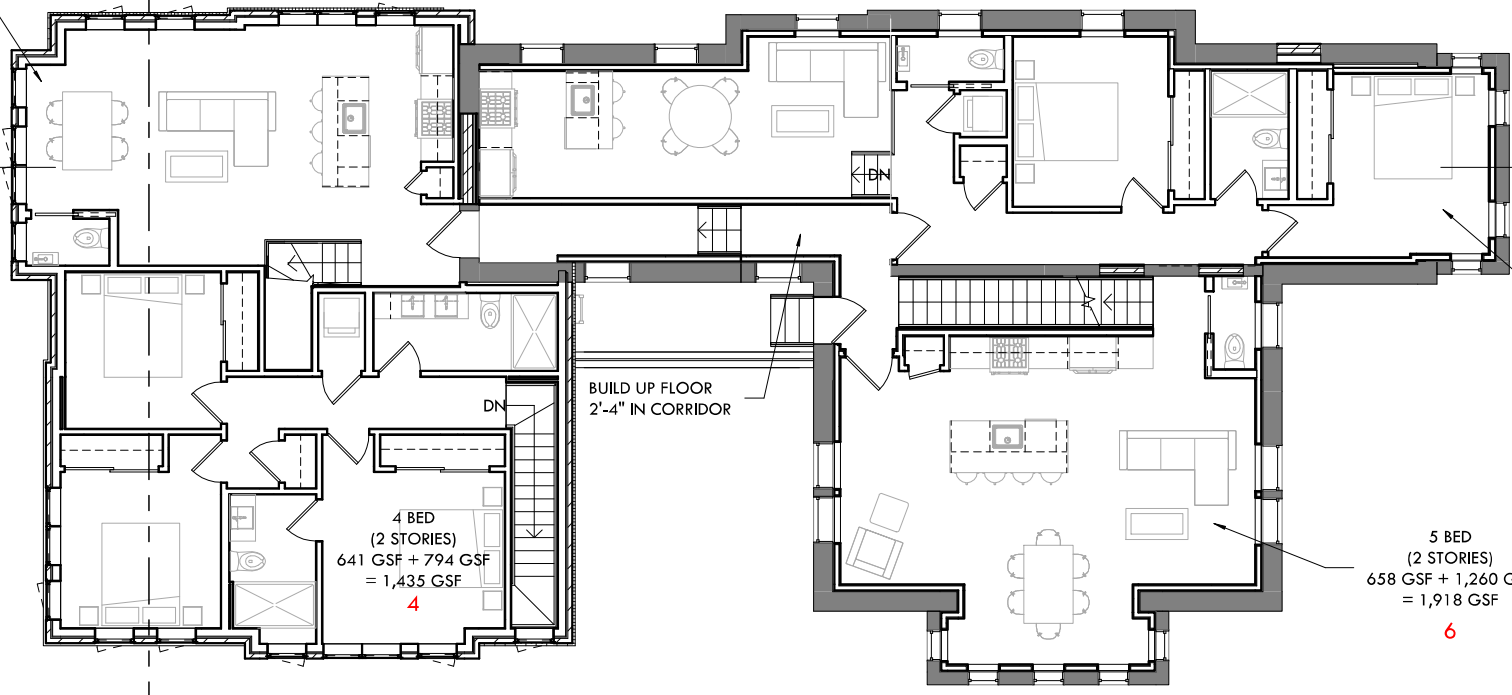 DN
DN
BUILD UP FLOOR
2'-4" IN CORRIDOR
4 BED
(2 STORIES)
641 GSF + 794 GSF
= 1,435 GSF
4
5 BED
(2 STORIES)
658 GSF + 1,260 G
= 1,918 GSF
6